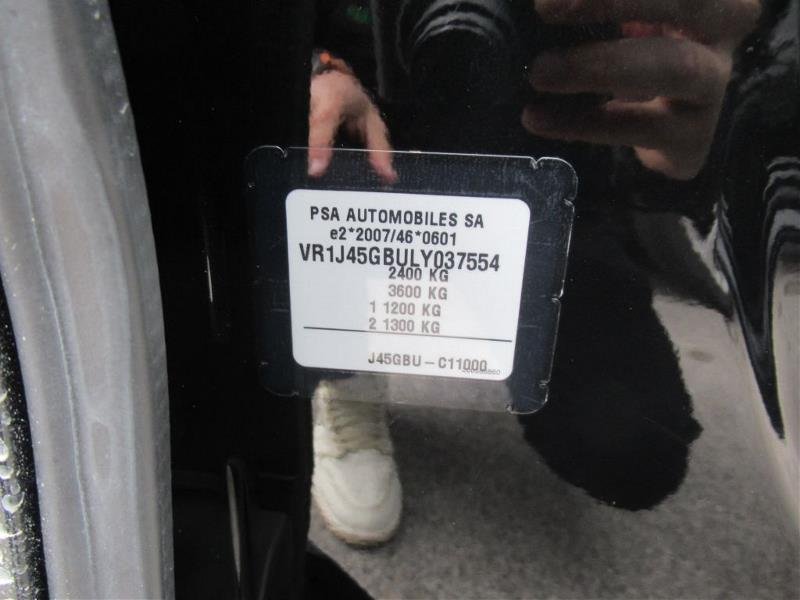 PSA AUTOMOBILES SA
e2*2007/46*0601
VR1J45GBULY037554
2400 KG
3600 KG
1 1200 KG
2 1300 KG
J45GBU-C11000